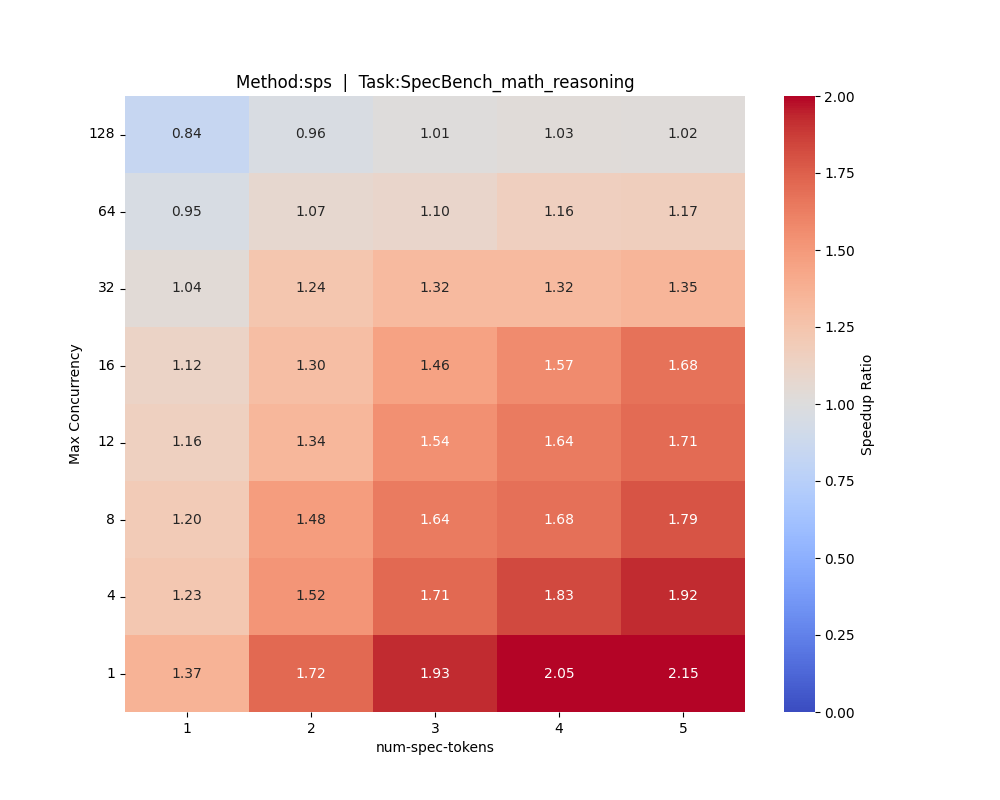 Method:sps | Task:SpecBench_math_reasoning
128 0.84 0.96 1.01 1.03 1.02
64 0.95 1.07 1.10 1.16 1.17
32 1.04 1.24 1.32 1.32 1.35
16 1.12 1.30 1.46 1.57 1.68
12 1.16 1.34 1.54 1.64 1.71
8 1.20 1.48 1.64 1.68 1.79
4 1.23 1.52 1.71 1.83 1.92
1 1.37 1.72 1.93 2.05 2.15
1 2 3 4 5
num-spec-tokens
Max Concurrency
2.00
1.75
1.50
1.25
1.00
0.75
0.50
0.25
0.00
Speedup Ratio